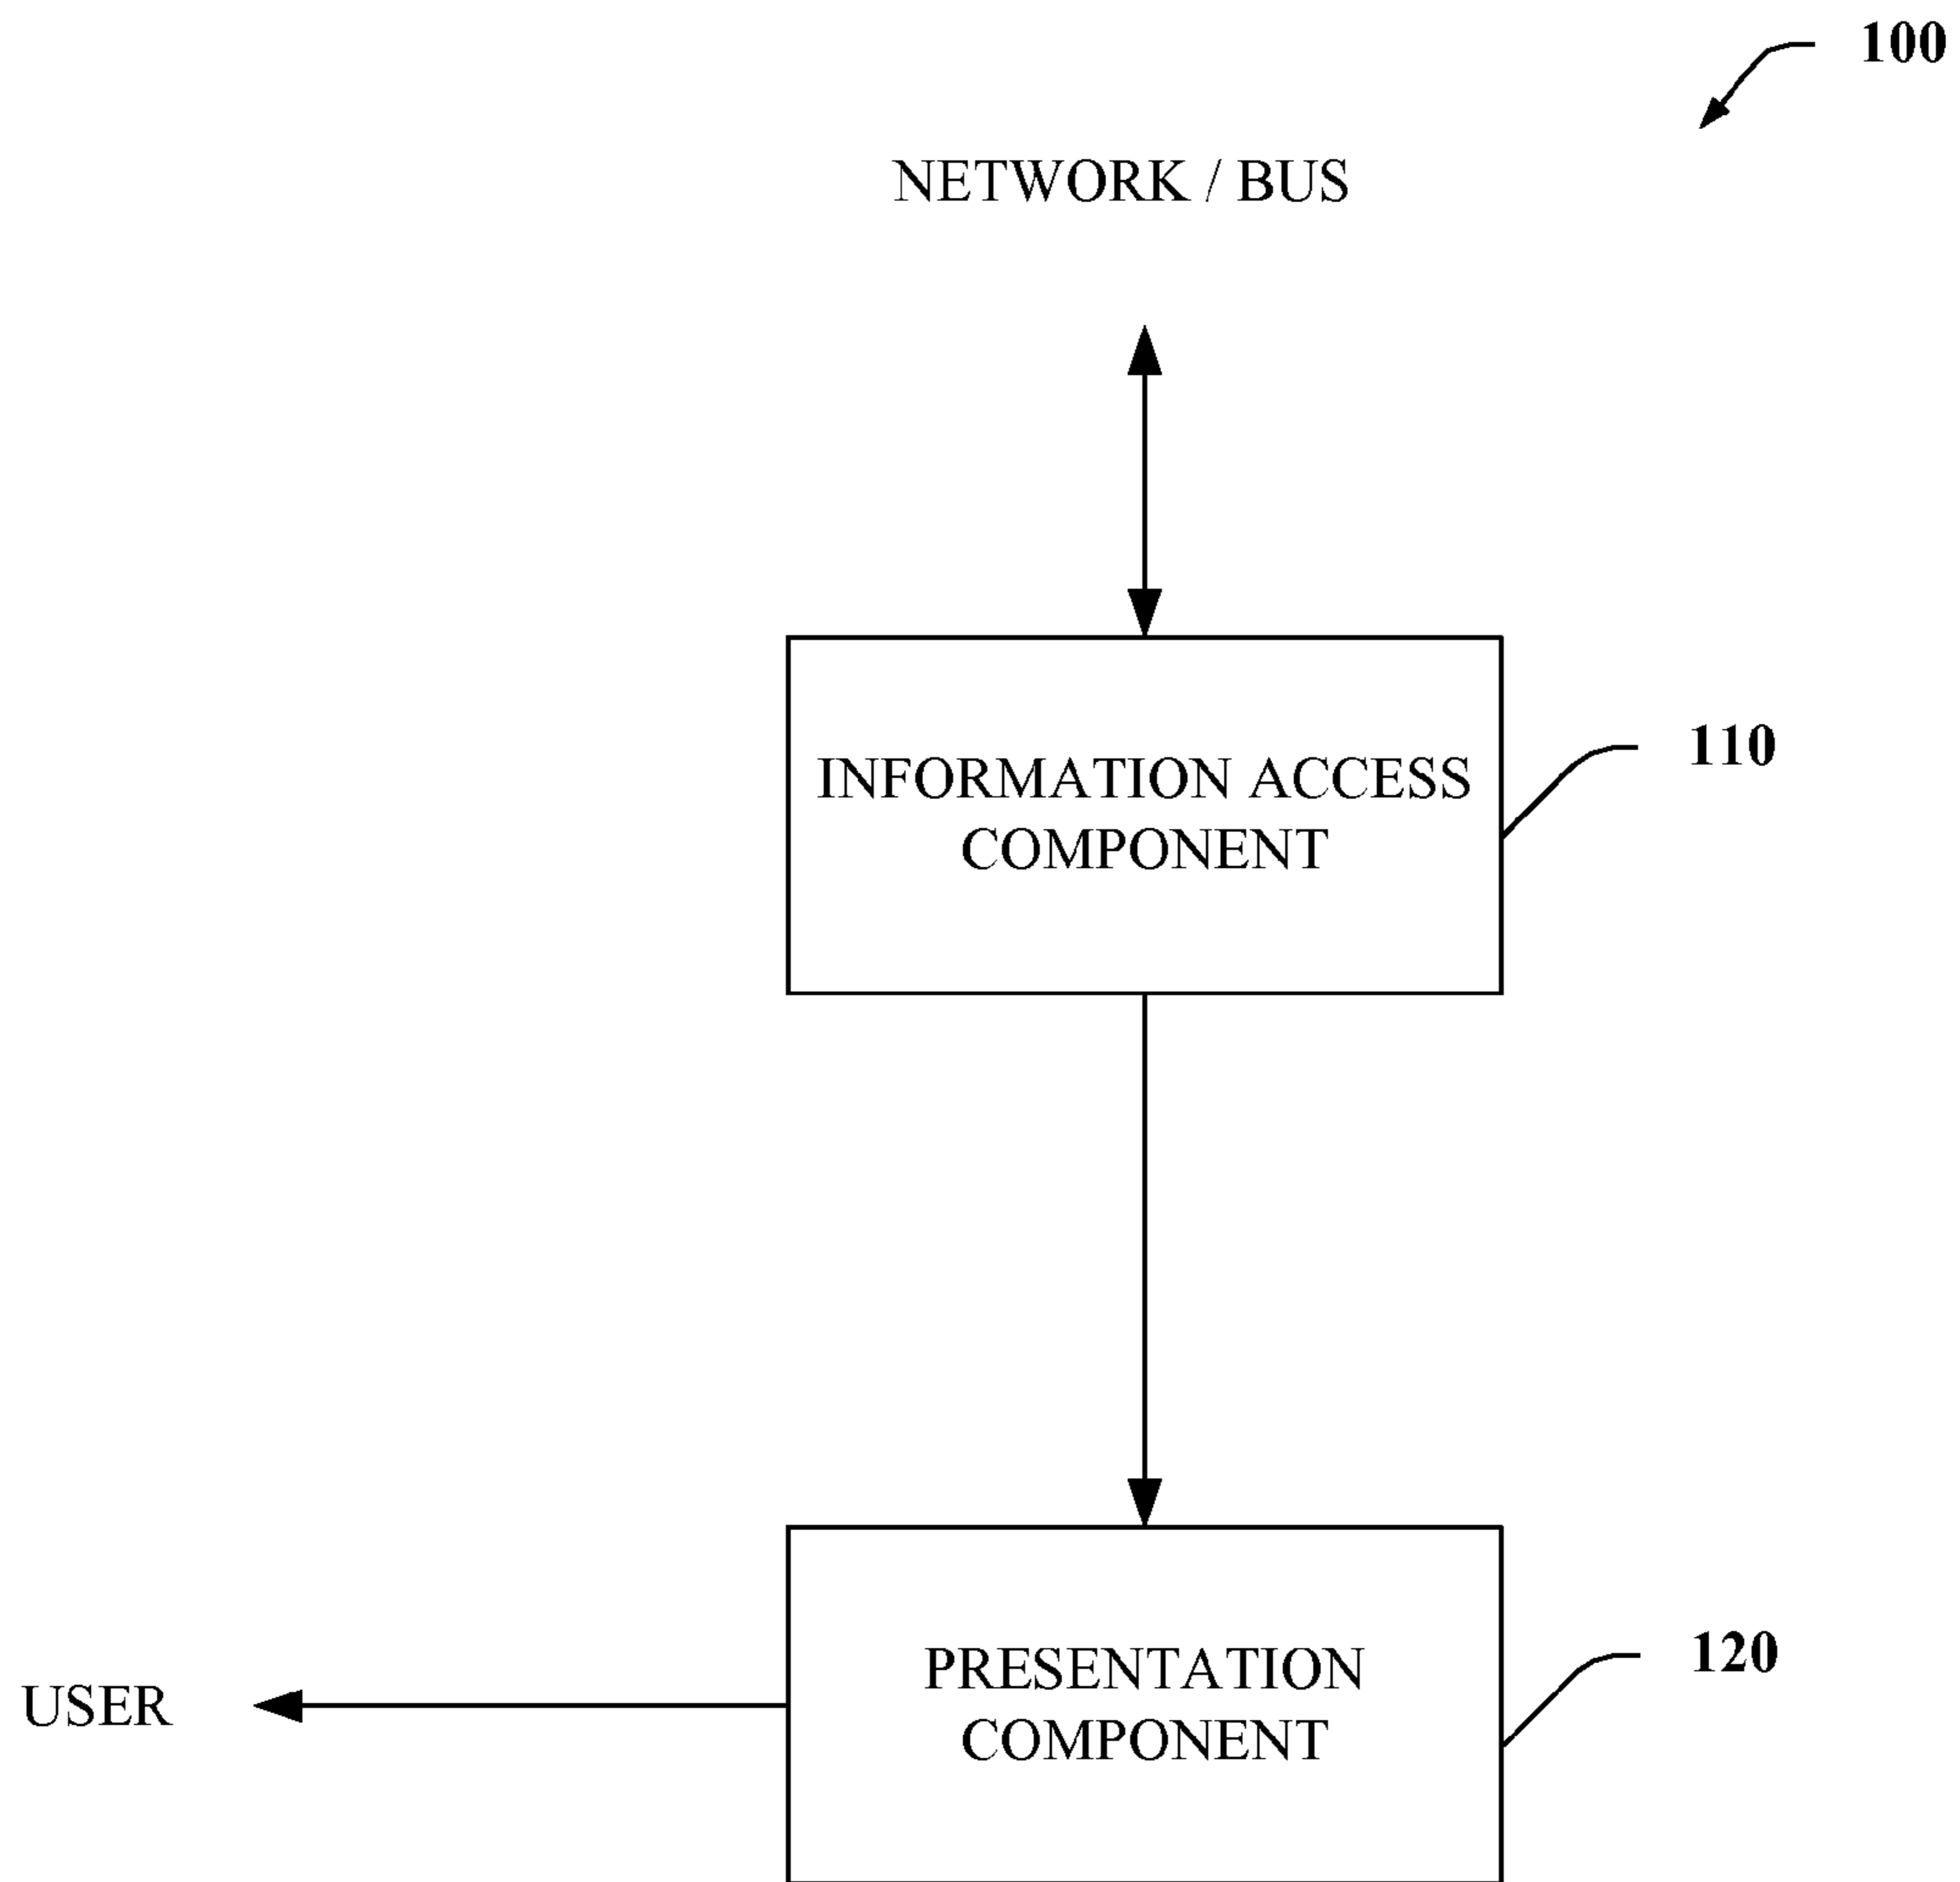 100
NETWORK / BUS
INFORMATION ACCESS
COMPONENT
110
PRESENTATION
COMPONENT
120
USER